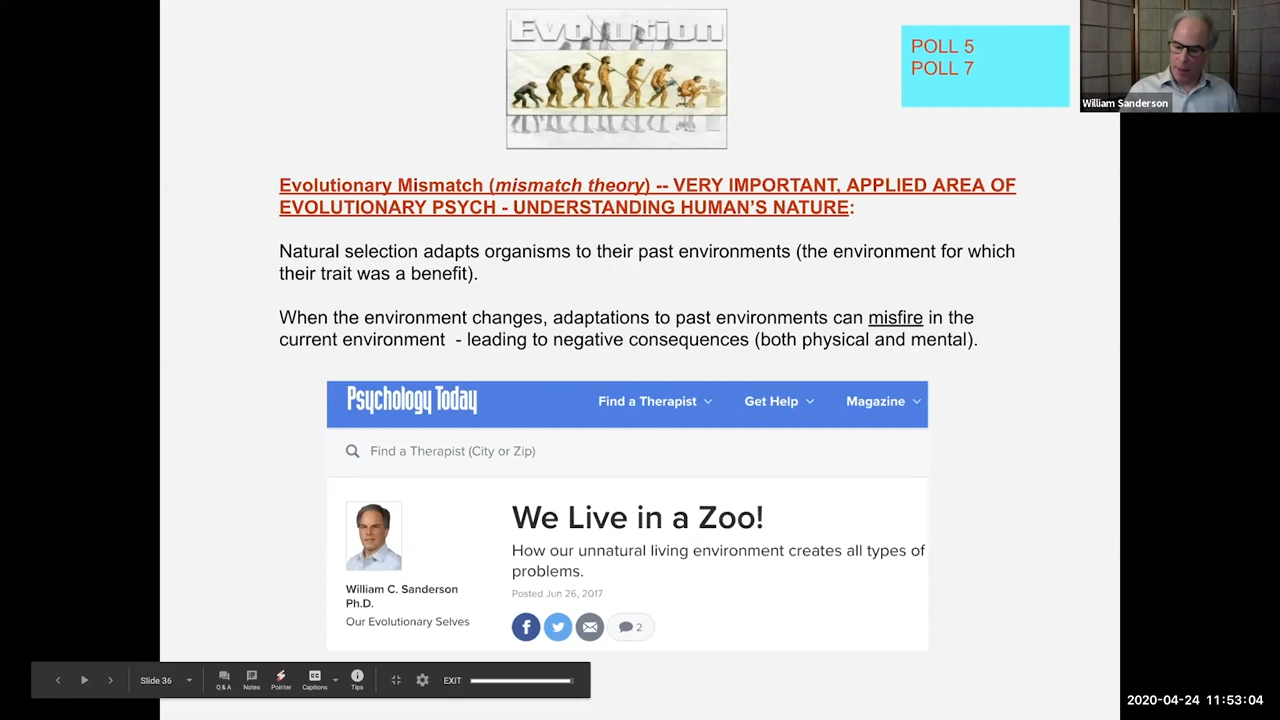 Evolution
POLL 5
POLL 7
William Sanderson
Evolutionary Mismatch (mismatch theory) -- VERY IMPORTANT, APPLIED AREA OF
EVOLUTIONARY PSYCH - UNDERSTANDING HUMAN'S NATURE:
Natural selection adapts organisms to their past environments (the environment for which
their trait was a benefit).
When the environment changes, adaptations to past environments can misfire in the
current environment - leading to negative consequences (both physical and mental).
Psychology Today
Find a Therapist
Get Help
Magazine
Find a Therapist (City or Zip)
We Live in a Zoo!
How our unnatural living environment creates all types of
problems.
Posted Jun 26, 2017
William C. Sanderson
Ph.D.
Our Evolutionary Selves
f
2
Slide 36
Q & A
Notes
Pointer
Captions
Tips
EXIT
2020-04-24 11:53:04